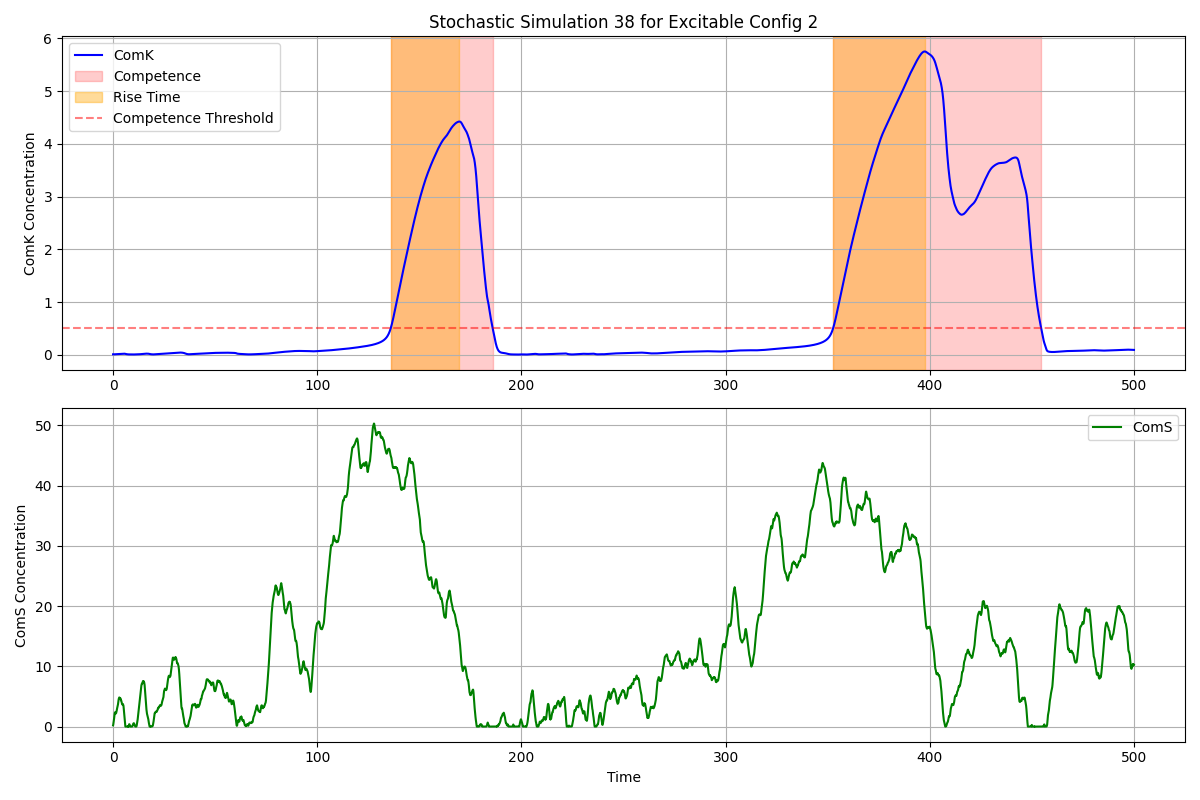 Stochastic Simulation 38 for Excitable Config 2
ComK Concentration
6
5
4
3
2
1
0
ComK
Competence
Rise Time
Competence Threshold
0 100 200 300 400 500
ComS Concentration
50
40
30
20
10
0
ComS
0 100 200 300 400 500
Time